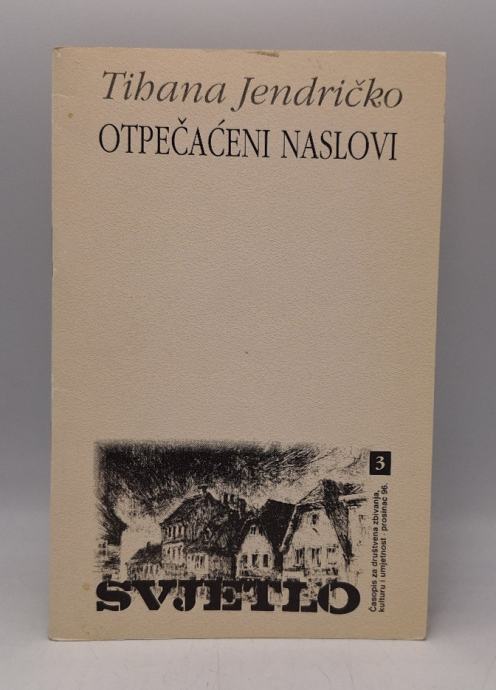 Tihana Jendričko
OTPEČAĆENI NASLOVI
3
Časopis za društvena zbivanja,
kulturu i umjetnost · prosinac 96.
SVJETLO